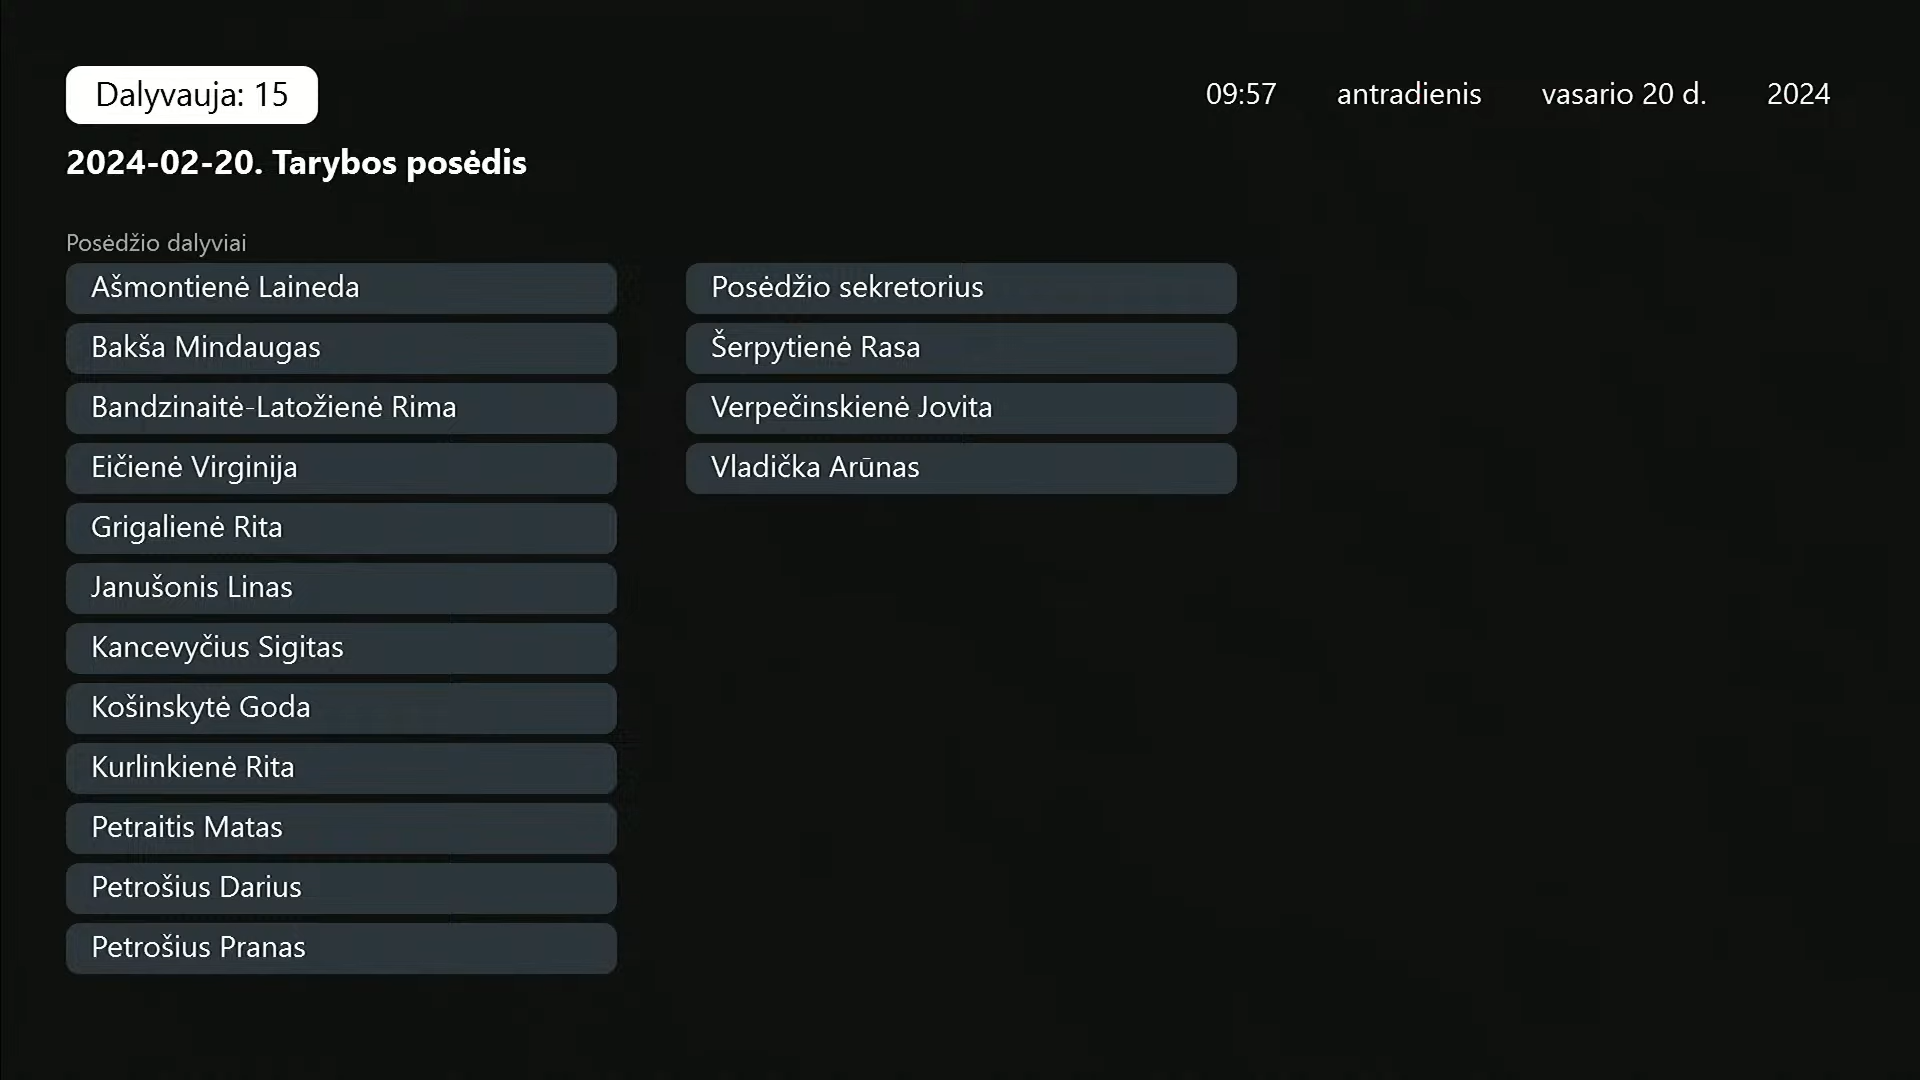 Dalyvauja: 15
09:57 antradienis vasario 20 d. 2024
2024-02-20. Tarybos posėdis
Posėdžio dalyviai
Ašmontienė Laineda
Bakša Mindaugas
Bandzinaitė-Latožienė Rima
Eičienė Virginija
Grigalienė Rita
Janušonis Linas
Kancevyčius Sigitas
Košinskytė Goda
Kurlinkienė Rita
Petraitis Matas
Petrošius Darius
Petrošius Pranas
Posėdžio sekretorius
Šerpytienė Rasa
Verpečinskienė Jovita
Vladička Arūnas